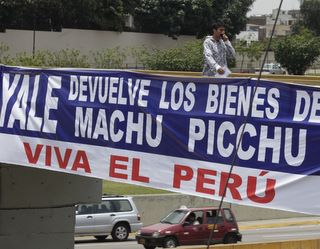 YALE DEVUELVE LOS BIENES DE
MACHU PICCHU
VIVA EL PERÚ